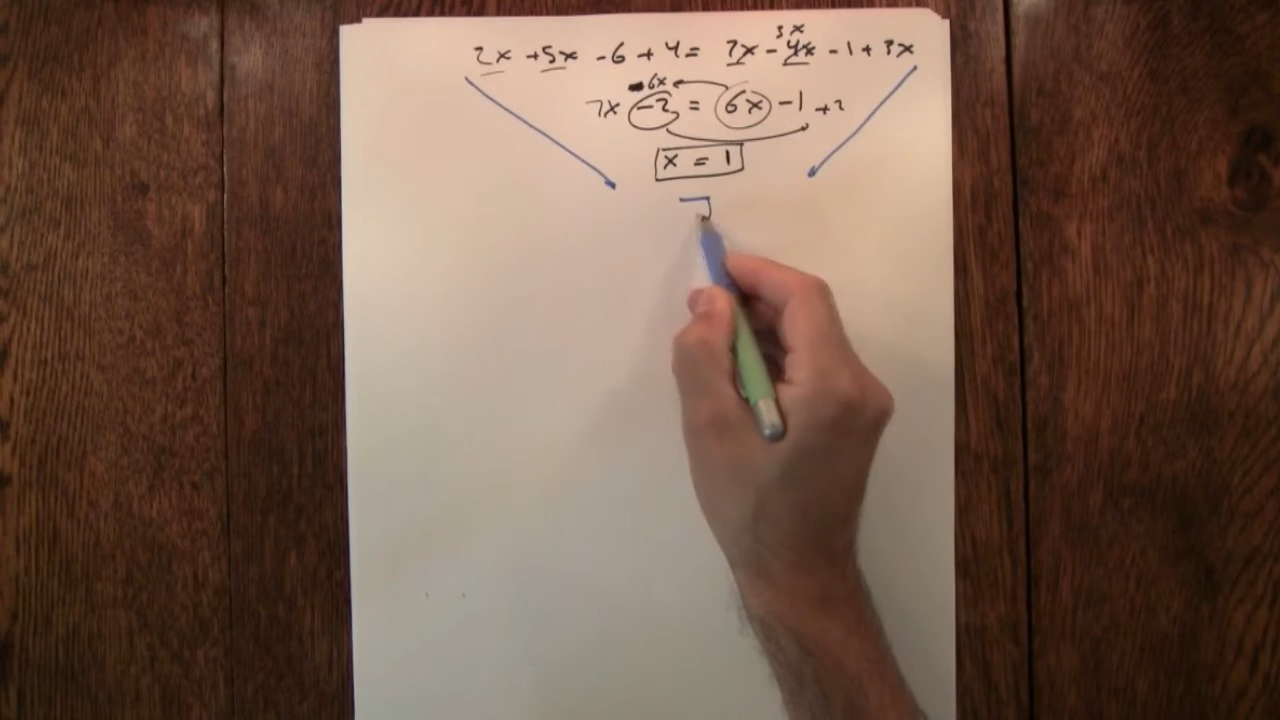 3x
2x + 5x - 6 + 4 = 7x - 4x - 1 + 3x
- 6x
7x - 2 = 6x - 1 + 2
x = 1